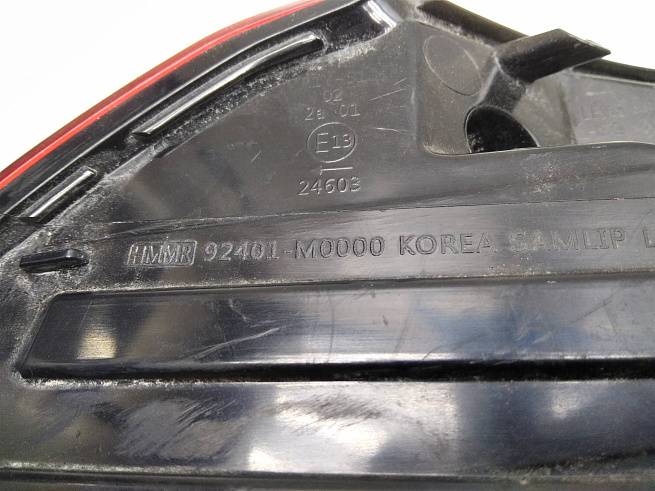 02
2a 01
E13
24603
HMMR 92401-M0000 KOREA SAMLIP L